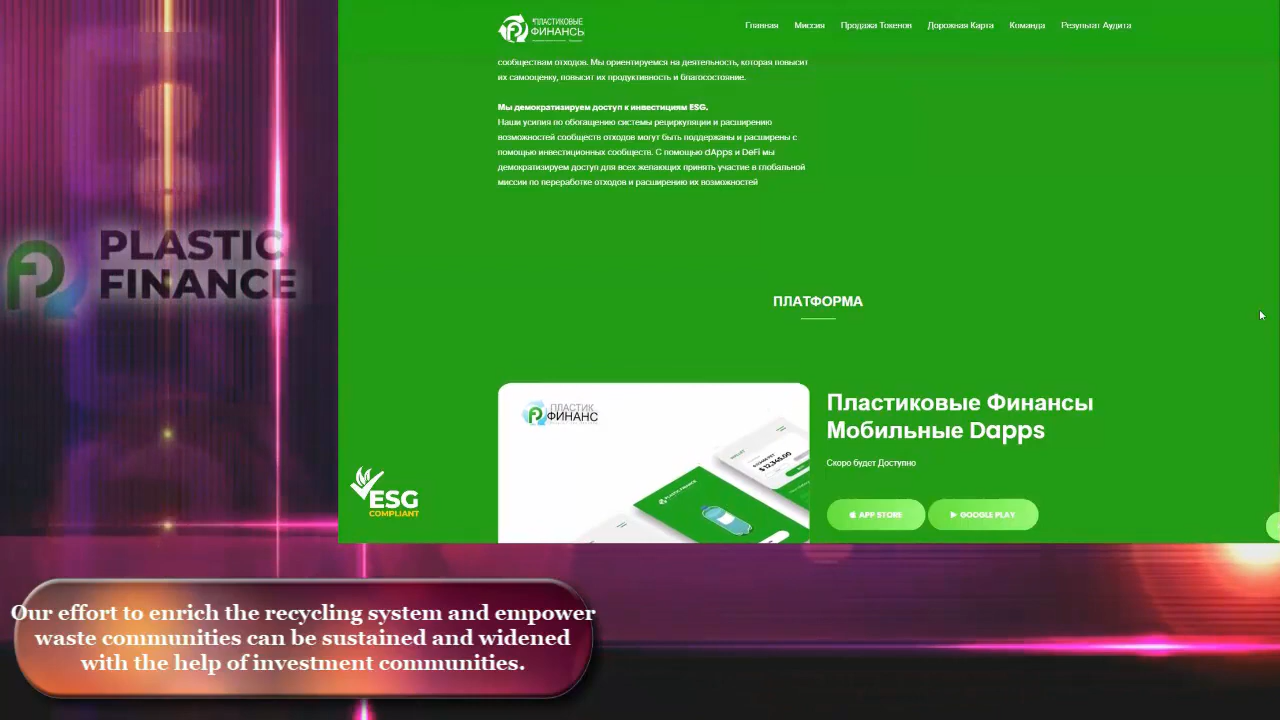 ПЛАСТИКОВЫЕ
ФИНАНСЫ
Главная Миссия Продажа Токенов Дорожная Карта Команда Результат Аудита
сообществам отходов. Мы ориентируемся на деятельность, которая повысит
их самооценку, повысит их продуктивность и благосостояние.
Мы демократизируем доступ к инвестициям ESG.
Наши усилия по обогащению системы рециркуляции и расширению
возможностей сообществ отходов могут быть поддержаны и расширены с
помощью инвестиционных сообществ. С помощью dApps и DeFi мы
демократизируем доступ для всех желающих принять участие в глобальной
миссии по переработке отходов и расширению их возможностей
PLASTIC
FINANCE
ПЛАТФОРМА
ПЛАСТИК
ФИНАНС
$ 12,345.00
PLASTIC FINANCE
Пластиковые Финансы
Мобильные Dapps
Скоро будет Доступно
APP STORE GOOGLE PLAY
ESG
COMPLIANT
Our effort to enrich the recycling system and empower
waste communities can be sustained and widened
with the help of investment communities.